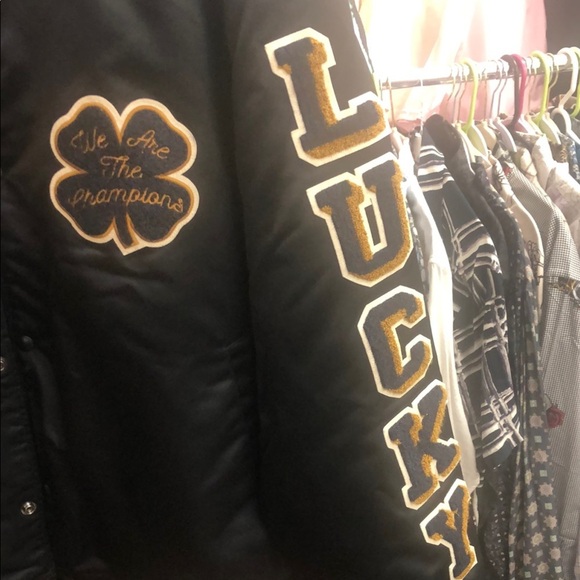 We Are
The
Champions
LUCKY